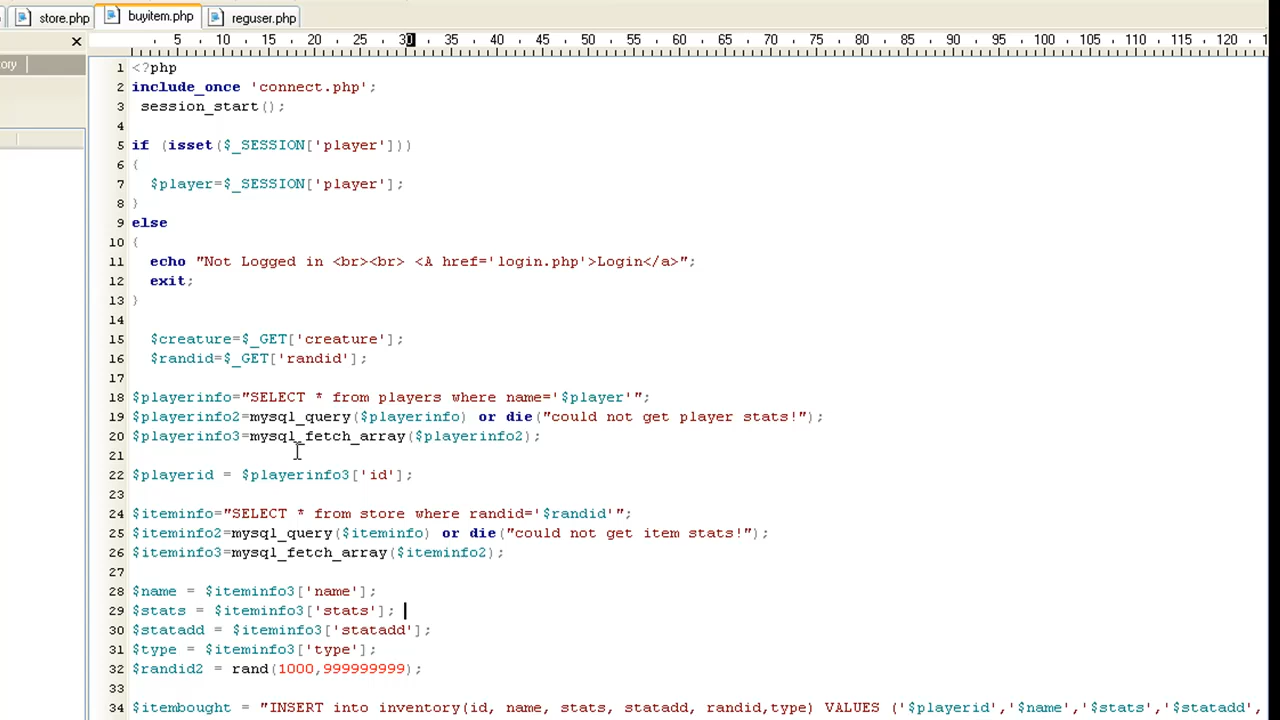 store.php buyitem.php reguser.php
ory
5 10 15 20 25 30 35 40 45 50 55 60 65 70 75 80 85 90 95 100 105 110 115 120
1 <?php
2 include_once 'connect.php';
3 session_start();
4
5 if (isset($_SESSION['player']))
6 {
7 $player=$_SESSION['player'];
8 }
9 else
10 {
11 echo "Not Logged in <br><br> <A href='login.php'>Login</a>";
12 exit;
13 }
14
15 $creature=$_GET['creature'];
16 $randid=$_GET['randid'];
17
18 $playerinfo="SELECT * from players where name='$player'";
19 $playerinfo2=mysql_query($playerinfo) or die("could not get player stats!");
20 $playerinfo3=mysql_fetch_array($playerinfo2);
21
22 $playerid = $playerinfo3['id'];
23
24 $iteminfo="SELECT * from store where randid='$randid'";
25 $iteminfo2=mysql_query($iteminfo) or die("could not get item stats!");
26 $iteminfo3=mysql_fetch_array($iteminfo2);
27
28 $name = $iteminfo3['name'];
29 $stats = $iteminfo3['stats'];
30 $statadd = $iteminfo3['statadd'];
31 $type = $iteminfo3['type'];
32 $randid2 = rand(1000,999999999);
33
34 $itembought = "INSERT into inventory(id, name, stats, statadd, randid,type) VALUES ('$playerid','$name','$stats','$statadd',